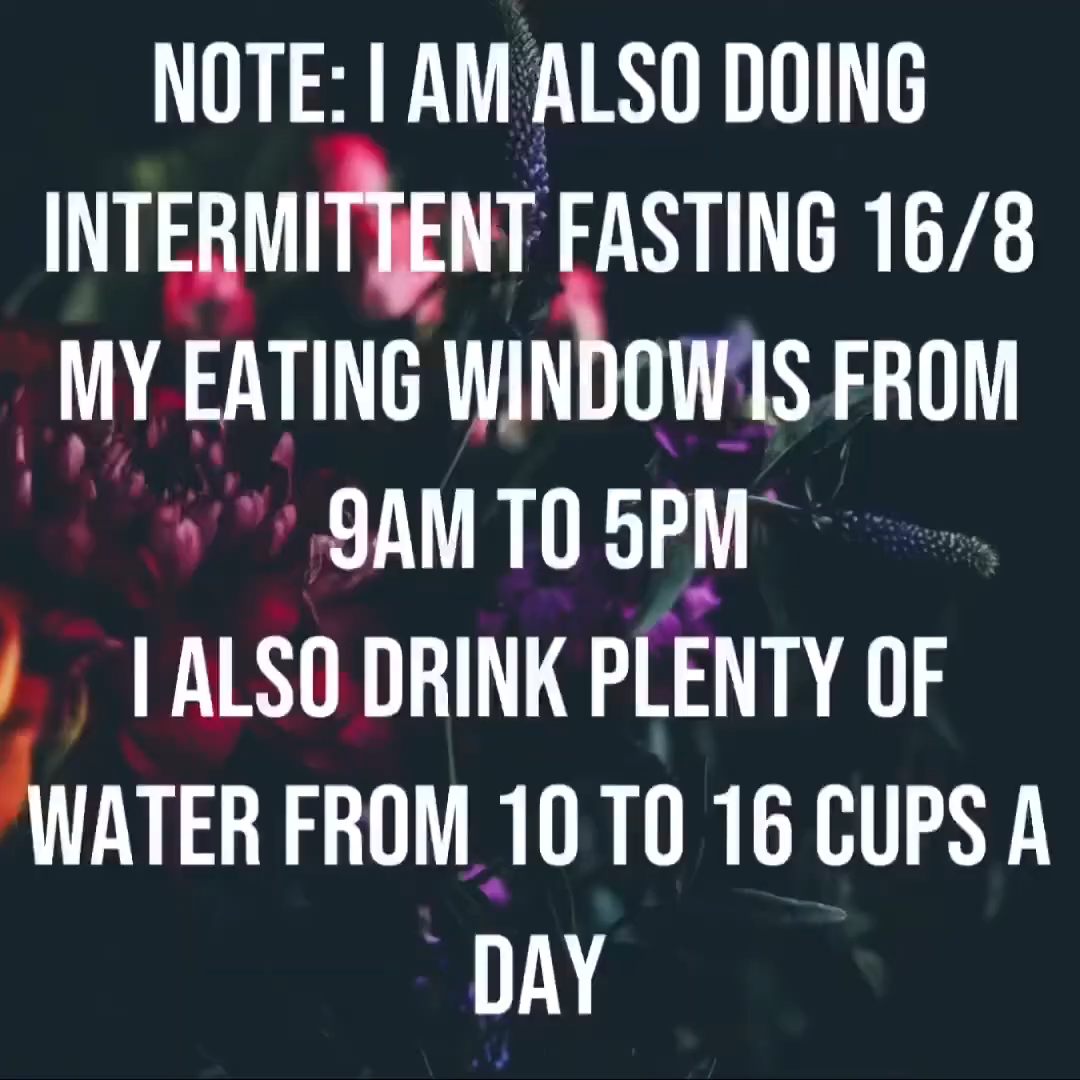 NOTE: I AM ALSO DOING
INTERMITTENT FASTING 16/8
MY EATING WINDOW IS FROM
9AM TO 5PM
I ALSO DRINK PLENTY OF
WATER FROM 10 TO 16 CUPS A
DAY